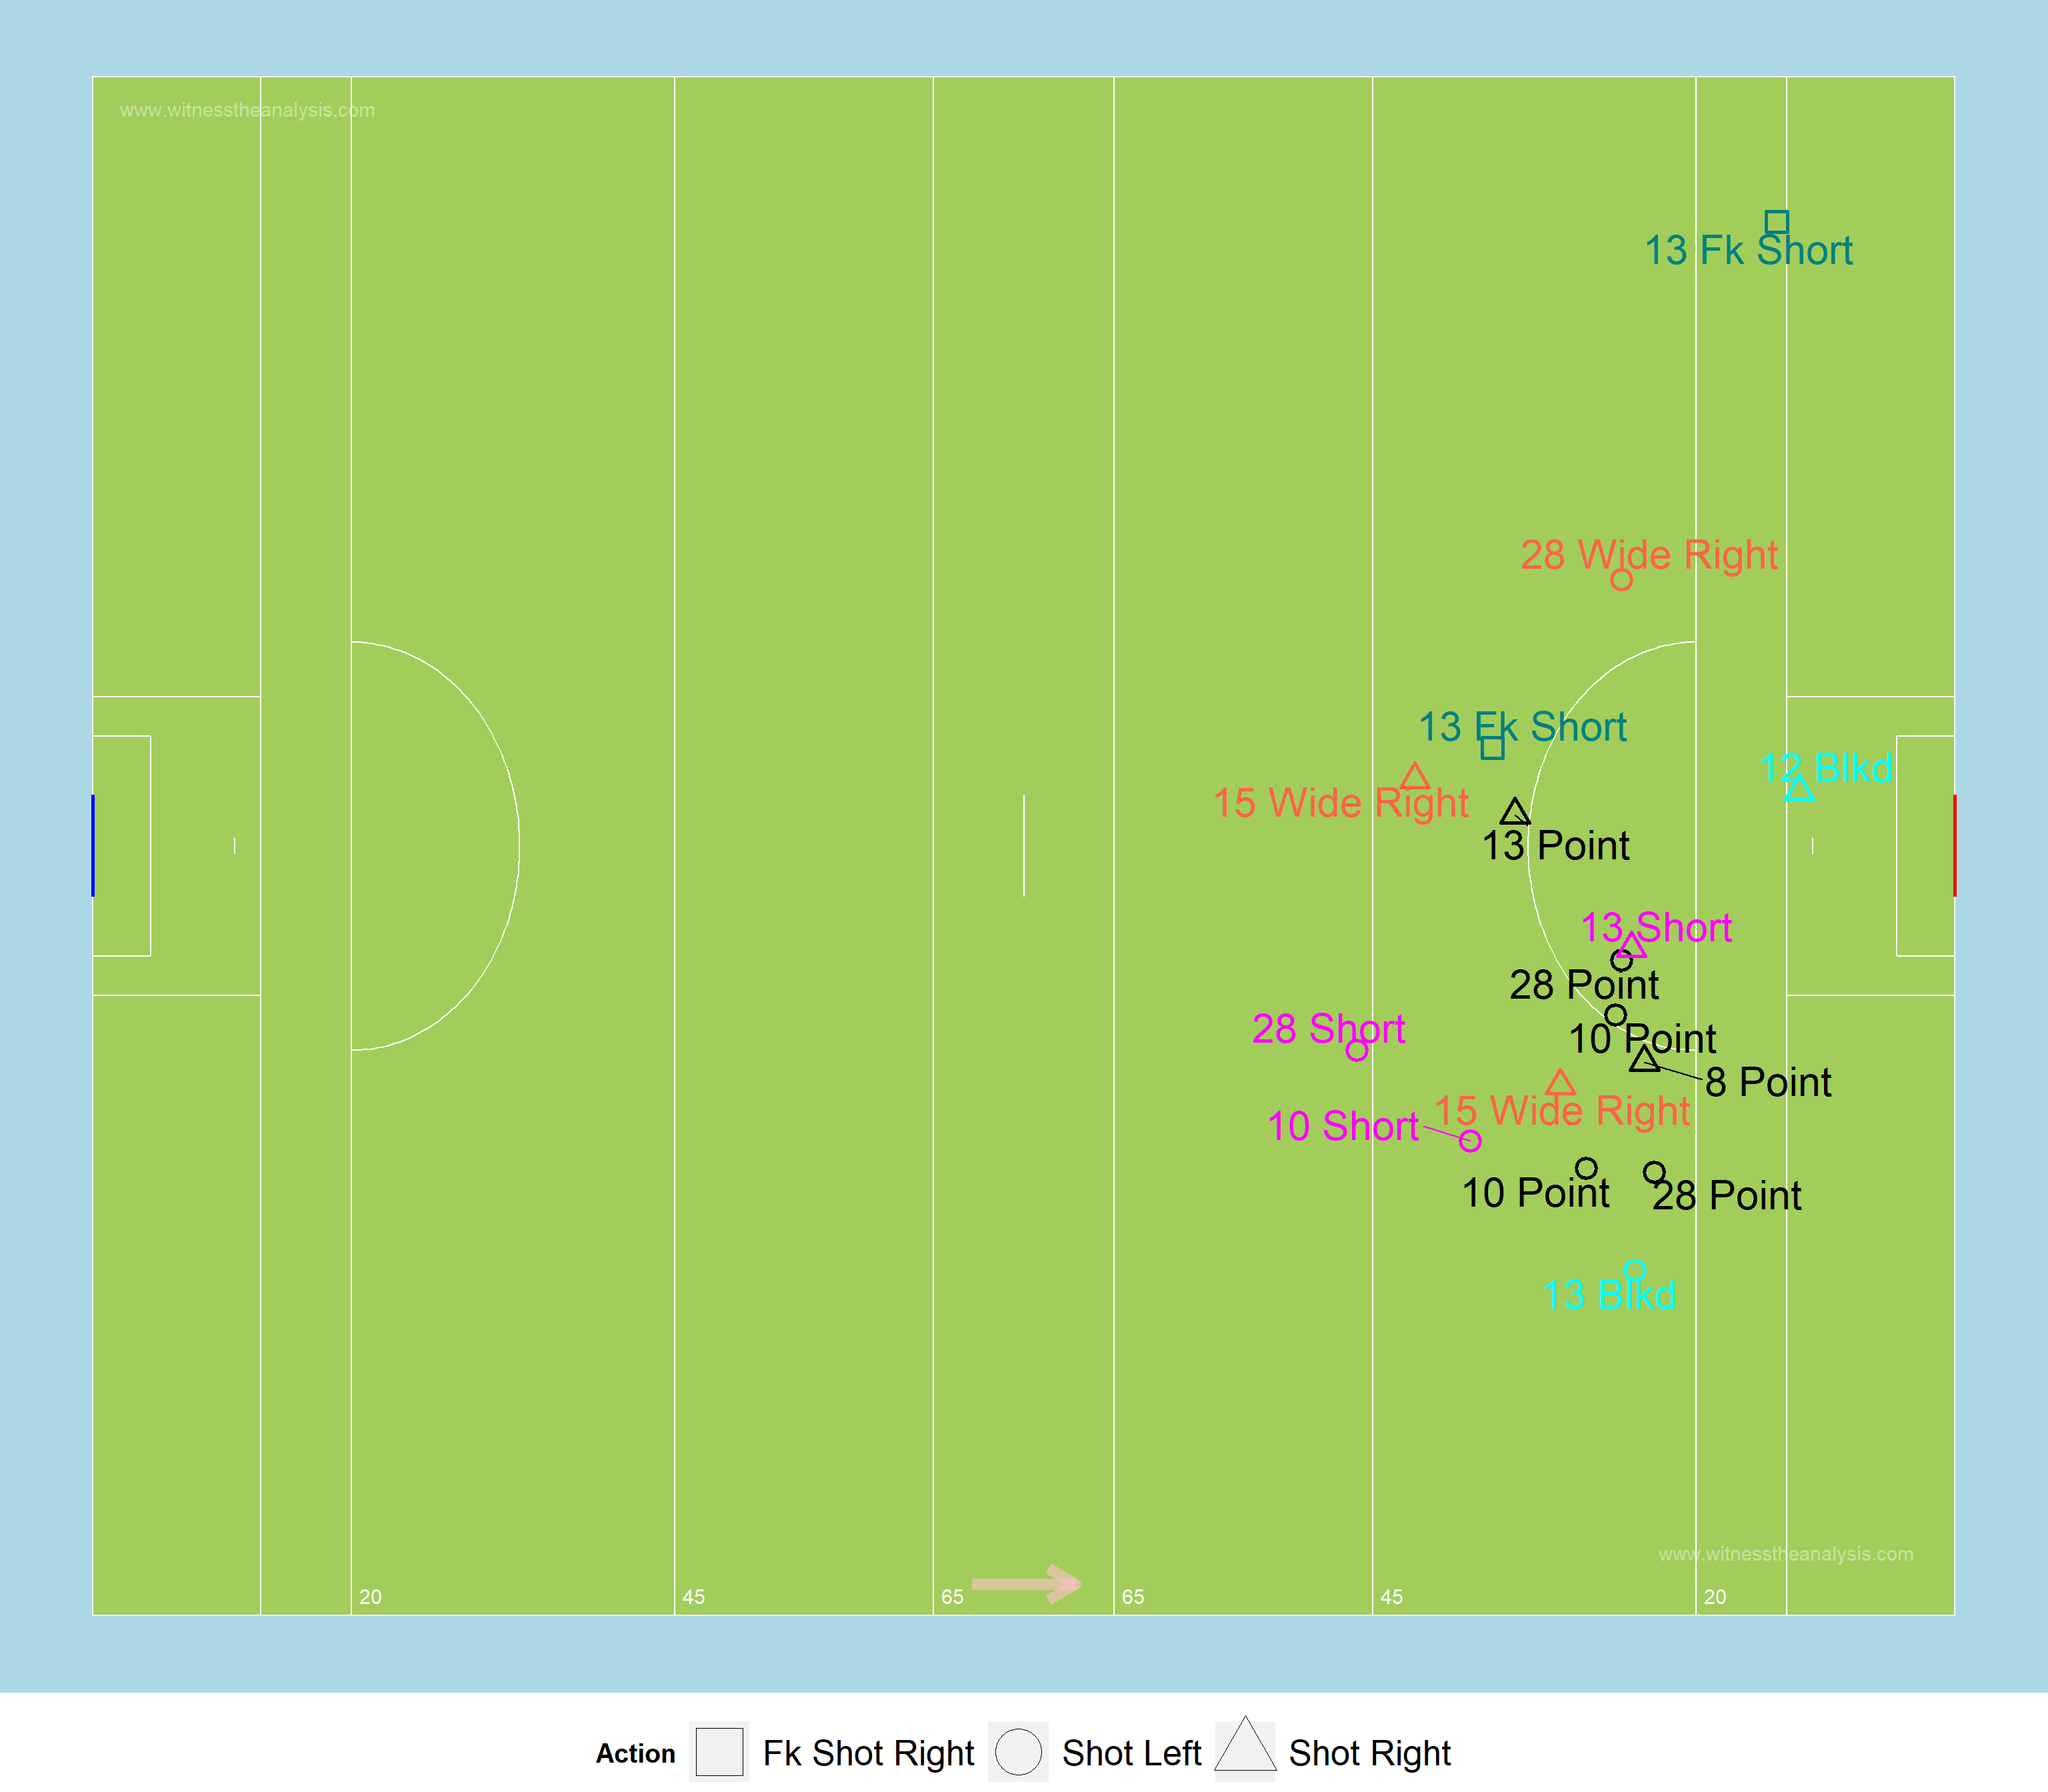 www.witnesstheanalysis.com
13 Fk Short
28 Wide Right
13 Fk Short
12 Blkd
15 Wide Right
13 Point
13 Short
28 Point
28 Short
10 Point
8 Point
15 Wide Right
10 Short
10 Point
28 Point
13 Blkd
www.witnesstheanalysis.com
20 45 65 65 45 20
Action Fk Shot Right Shot Left Shot Right